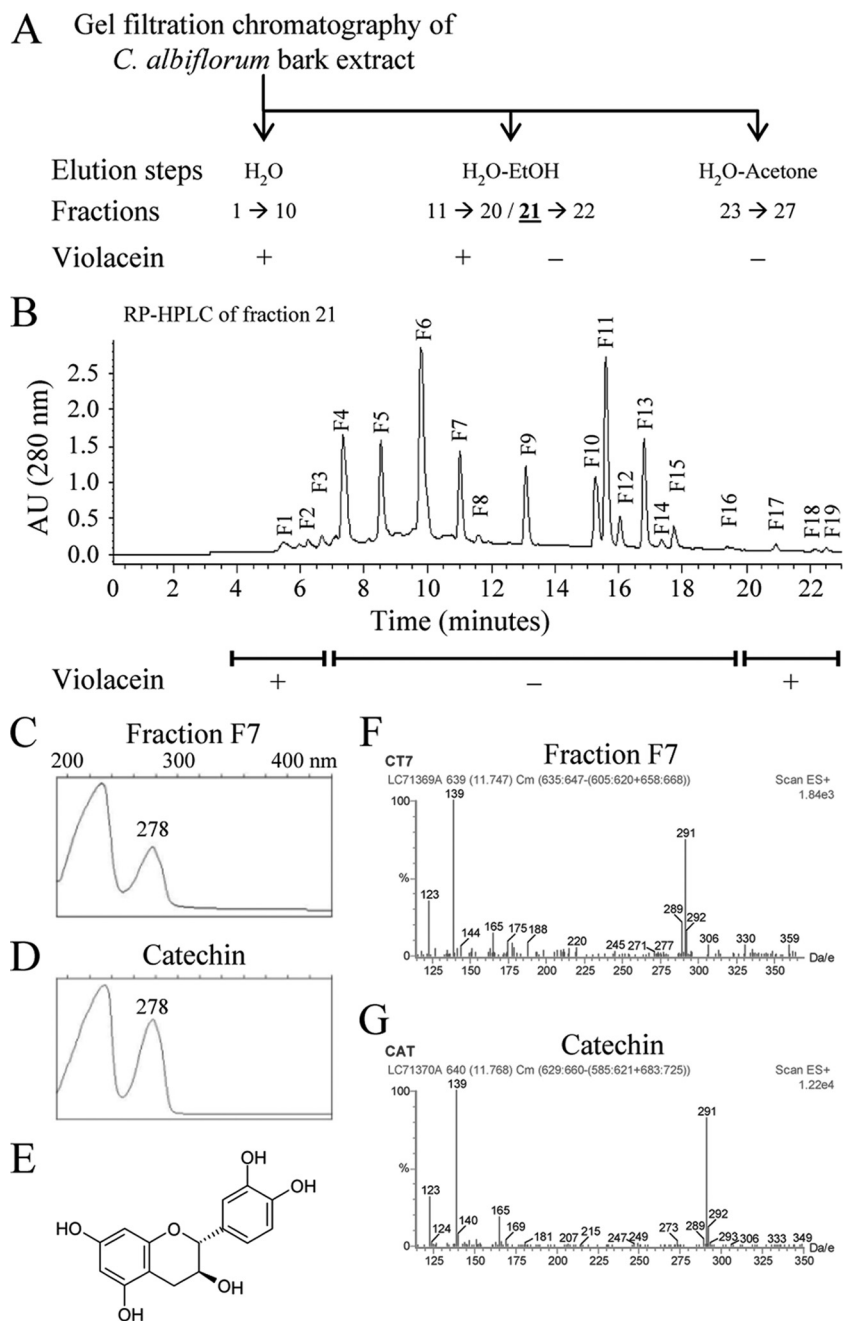 A
Gel filtration chromatography of
C. albiflorum bark extract
Elution steps H2O H2O-EtOH H2O-Acetone
Fractions 1 → 10 11 → 20 / 21 → 22 23 → 27
Violacein + + – –
B
RP-HPLC of fraction 21
AU (280 nm)
2.5
2.0
1.5
1.0
0.5
0.0
F1 F2 F3 F4 F5 F6 F7 F8 F9 F10 F11 F12 F13 F14 F15 F16 F17 F18 F19
0 2 4 6 8 10 12 14 16 18 20 22
Time (minutes)
Violacein + – +
C
Fraction F7
200 300 400 nm
278
D
Catechin
278
E
OH
OH
HO
O
OH
OH
F
Fraction F7
CT7
LC71369A 639 (11.747) Cm (635:647-(605:620+658:668))
Scan ES+
1.84e3
100
%
0
139
291
123
144
165
175
188
220
245
271
277
289
292
306
330
359
125 150 175 200 225 250 275 300 325 350 Da/e
G
Catechin
CAT
LC71370A 640 (11.768) Cm (629:660-(585:621+683:725))
Scan ES+
1.22e4
100
%
0
139
291
123
124
140
165
169
181
207
215
247
249
273
289
292
293
306
333
349
125 150 175 200 225 250 275 300 325 350 Da/e